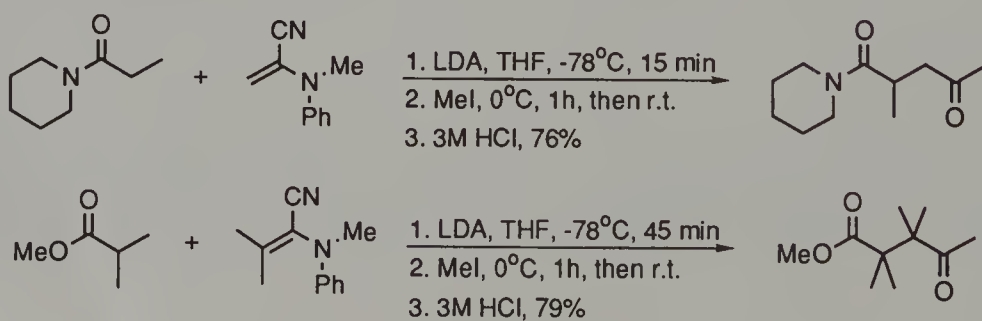 O
N
+
CN
N
Me
Ph
1. LDA, THF, -78°C, 15 min
2. MeI, 0°C, 1h, then r.t.
3. 3M HCl, 76%
O
N
O
O
MeO
+
CN
N
Me
Ph
1. LDA, THF, -78°C, 45 min
2. MeI, 0°C, 1h, then r.t.
3. 3M HCl, 79%
O
MeO
O